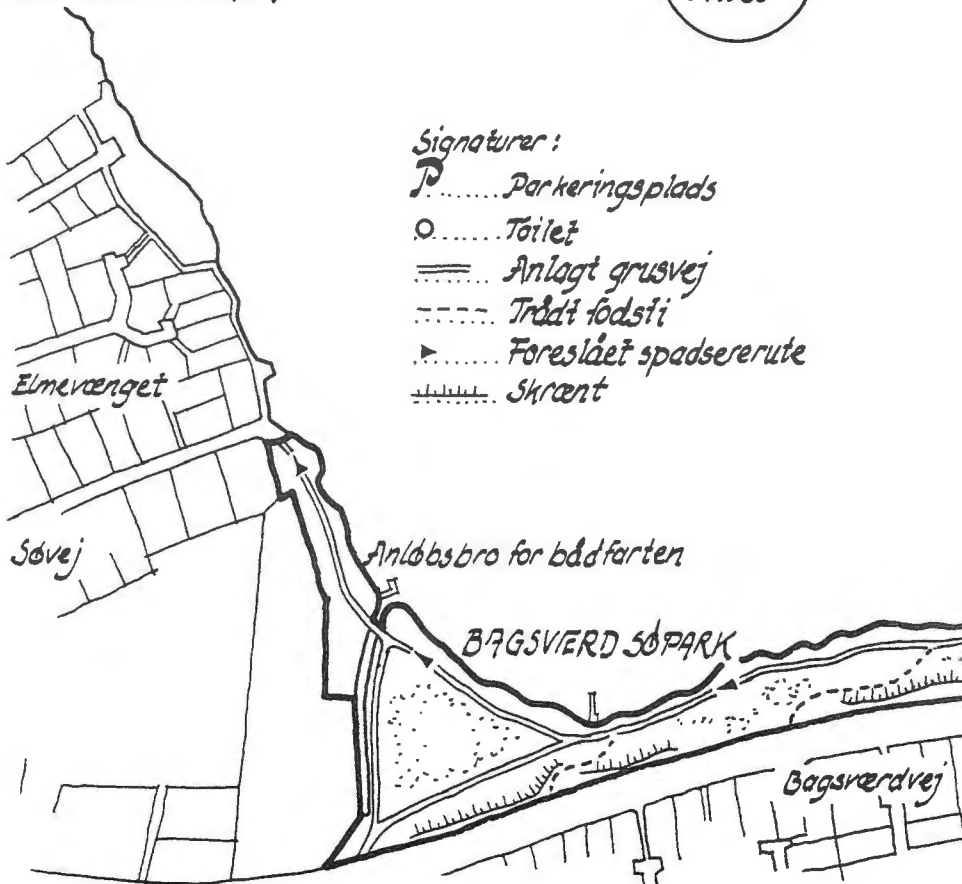 Signaturer:
P....... Parkeringsplads
O....... Toilet
....... Anlagt grusvej
....... Trådt fodsti
....... Foreslået spadsererute
....... Skrænt
Elmevænget
Søvej
Anløbsbro for bådfarten
BAGSVÆRD SØPARK
Bagsværdvej